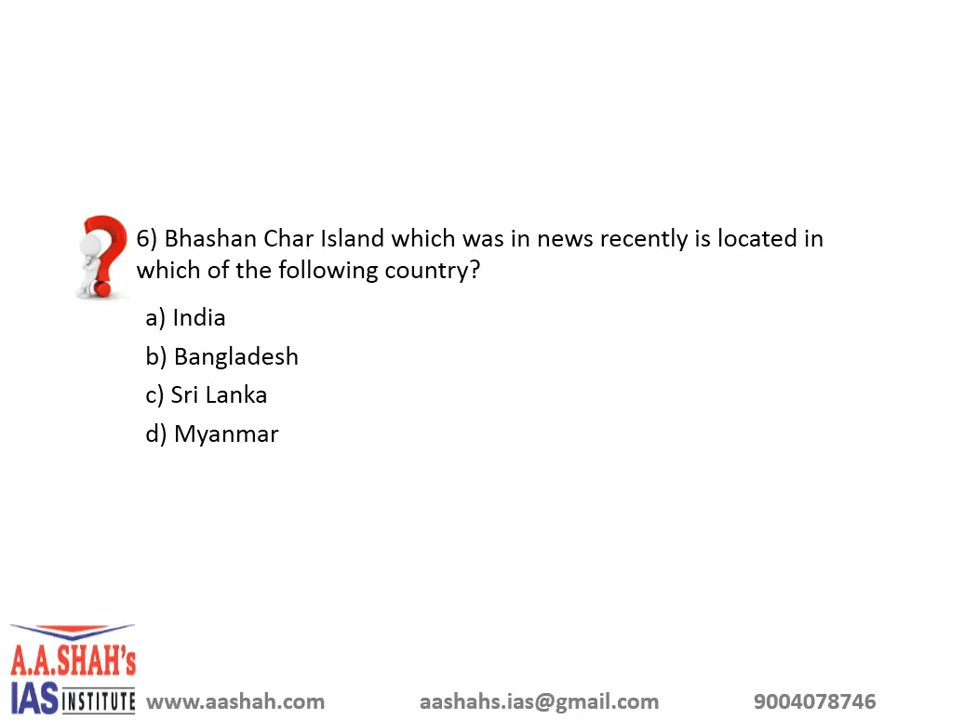 6) Bhashan Char Island which was in news recently is located in
which of the following country?
a) India
b) Bangladesh
c) Sri Lanka
d) Myanmar
A.A.SHAH's
IAS INSTITUTE
www.aashah.com aashahs.ias@gmail.com 9004078746